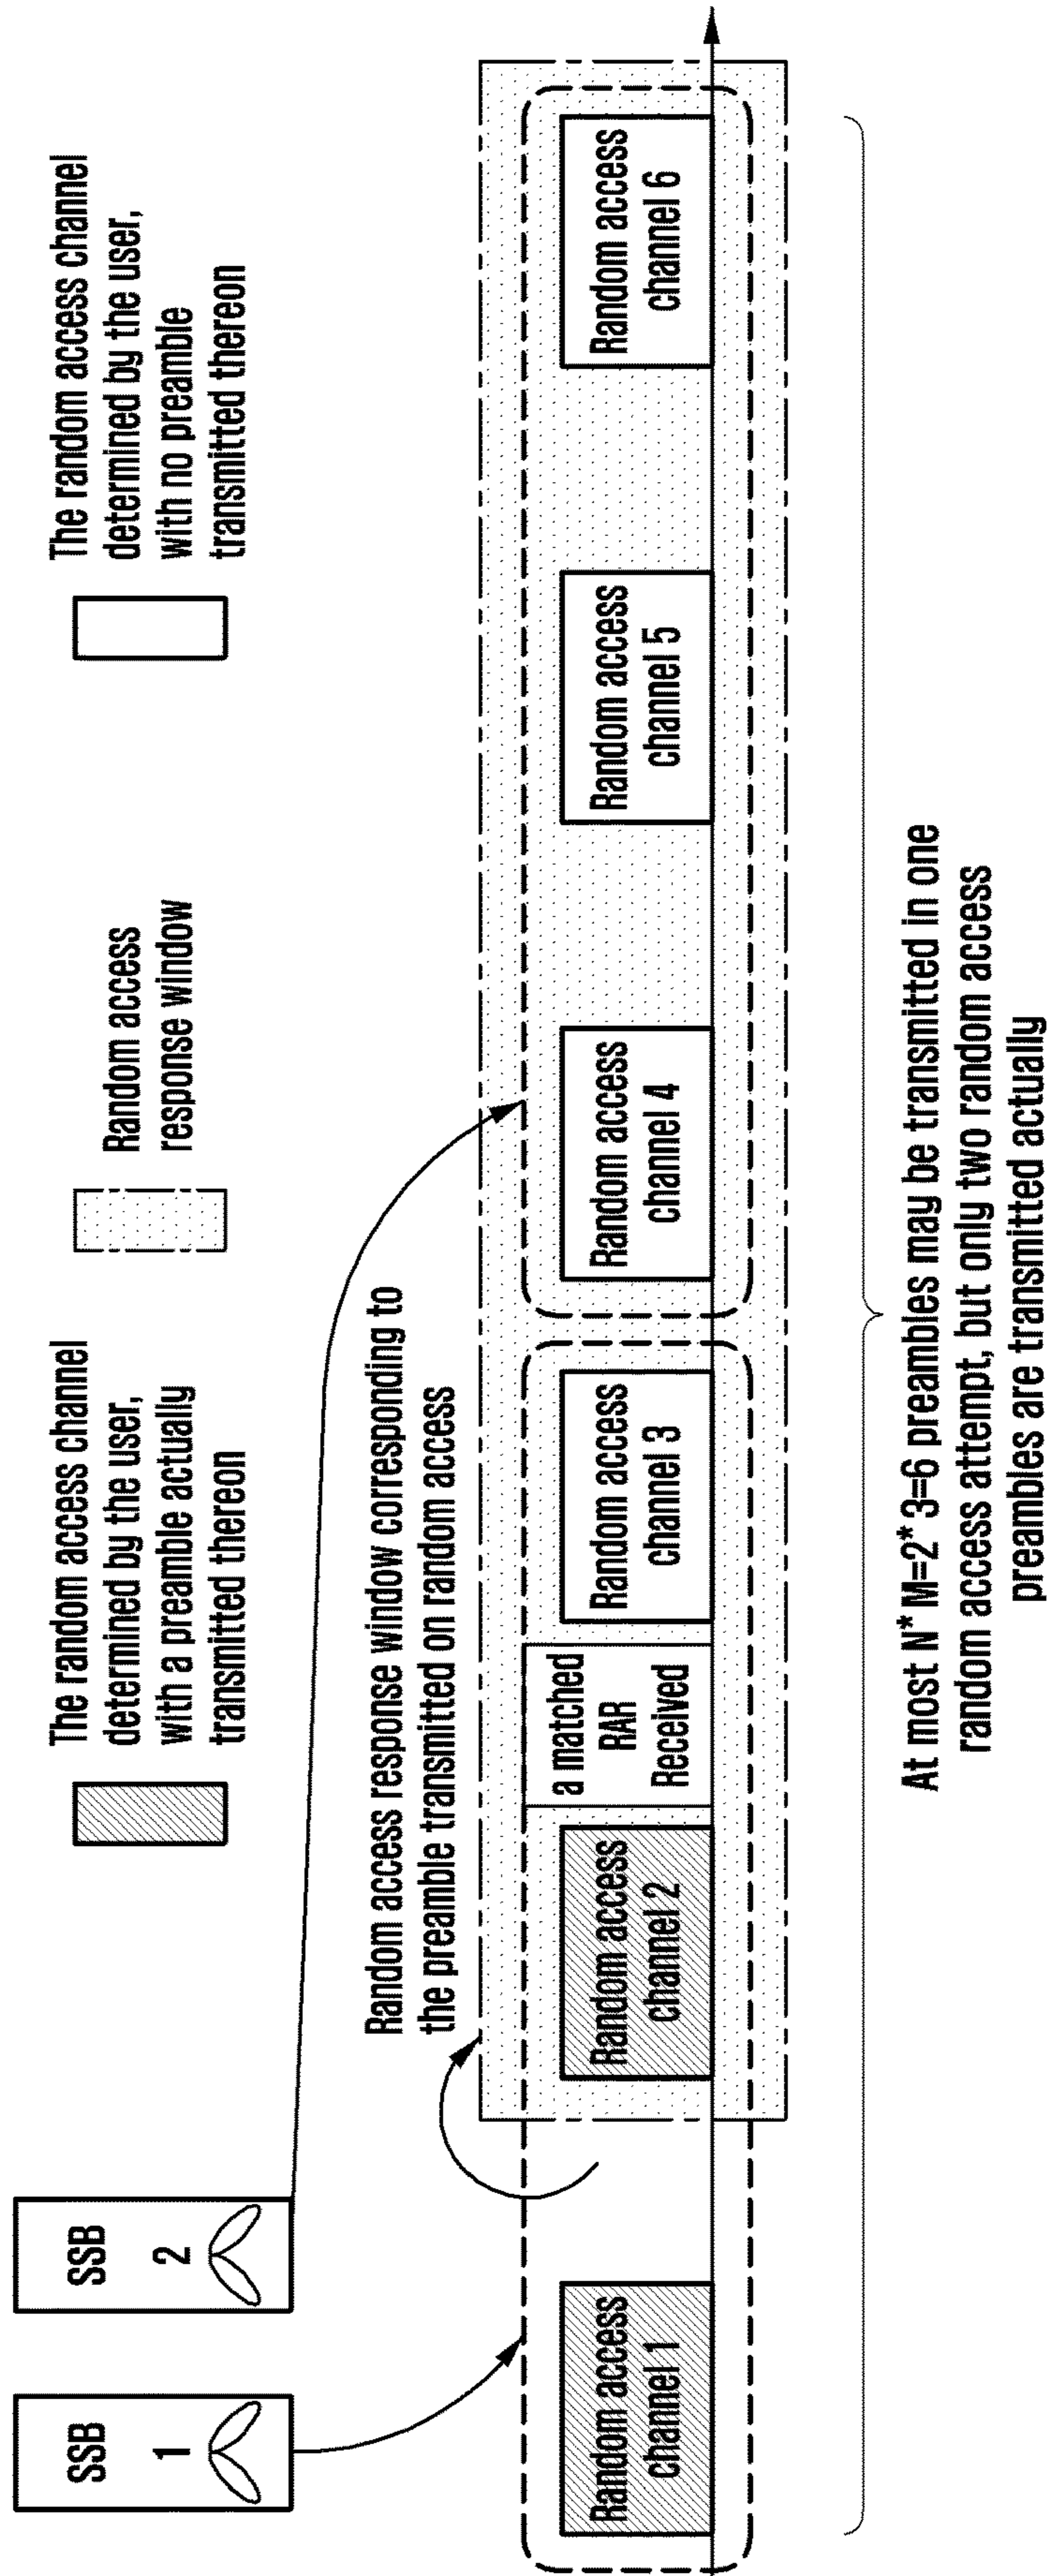 The random access channel
determined by the user,
with a preamble actually
transmitted thereon
Random access
response window
The random access channel
determined by the user,
with no preamble
transmitted thereon
SSB
1
SSB
2
Random access response window corresponding to
the preamble transmitted on random access
Random access
channel 1
Random access
channel 2
a matched
RAR
Received
Random access
channel 3
Random access
channel 4
Random access
channel 5
Random access
channel 6
At most N*M=2*3=6 preambles may be transmitted in one
random access attempt, but only two random access
preambles are transmitted actually